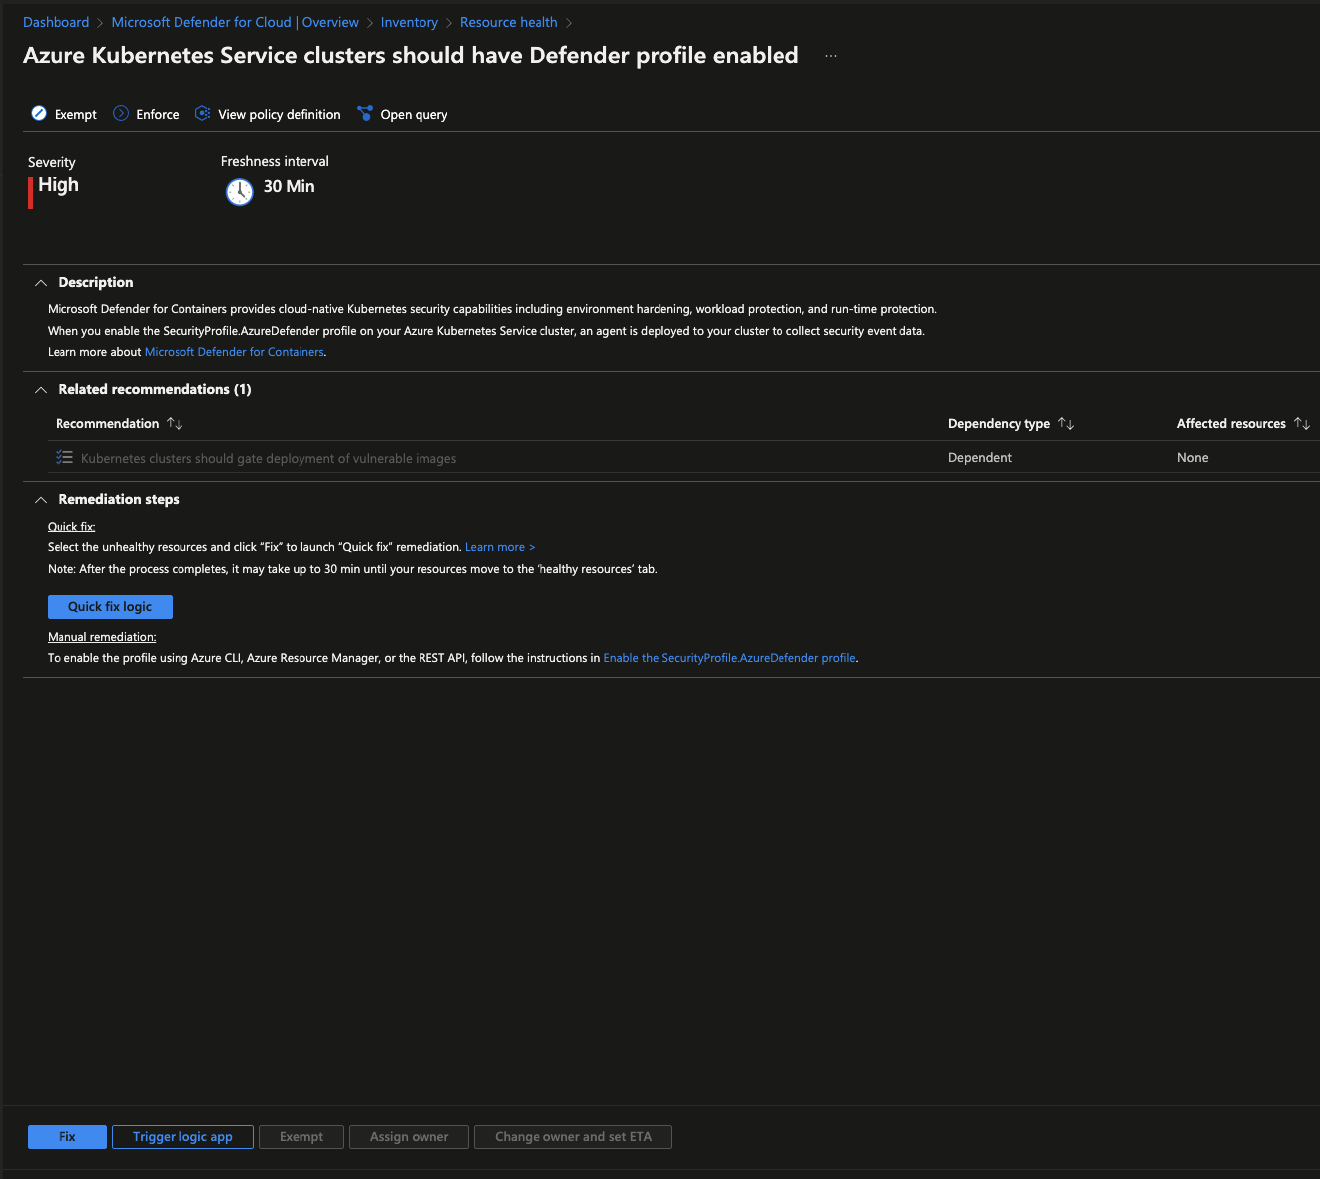 Dashboard > Microsoft Defender for Cloud | Overview > Inventory > Resource health >
Azure Kubernetes Service clusters should have Defender profile enabled ...
Exempt Enforce View policy definition Open query
Severity Freshness interval
High 30 Min
Description
Microsoft Defender for Containers provides cloud-native Kubernetes security capabilities including environment hardening, workload protection, and run-time protection.
When you enable the SecurityProfile.AzureDefender profile on your Azure Kubernetes Service cluster, an agent is deployed to your cluster to collect security event data.
Learn more about Microsoft Defender for Containers.
Related recommendations (1)
Recommendation ↑↓ Dependency type ↑↓ Affected resources ↑↓
Kubernetes clusters should gate deployment of vulnerable images Dependent None
Remediation steps
Quick fix:
Select the unhealthy resources and click “Fix” to launch “Quick fix” remediation. Learn more >
Note: After the process completes, it may take up to 30 min until your resources move to the ‘healthy resources’ tab.
Quick fix logic
Manual remediation:
To enable the profile using Azure CLI, Azure Resource Manager, or the REST API, follow the instructions in Enable the SecurityProfile.AzureDefender profile.
Fix Trigger logic app Exempt Assign owner Change owner and set ETA